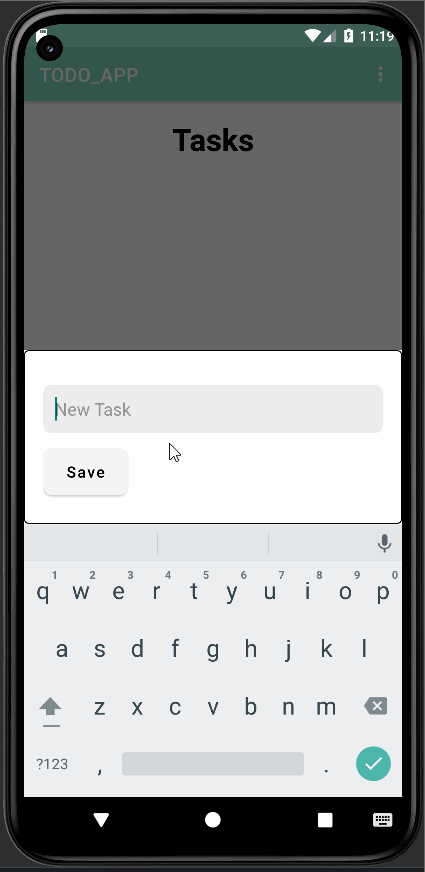 11:19
TODO_APP
Tasks
New Task
Save
1 2 3 4 5 6 7 8 9 0
q w e r t y u i o p
a s d f g h j k l
z x c v b n m
?123 , .